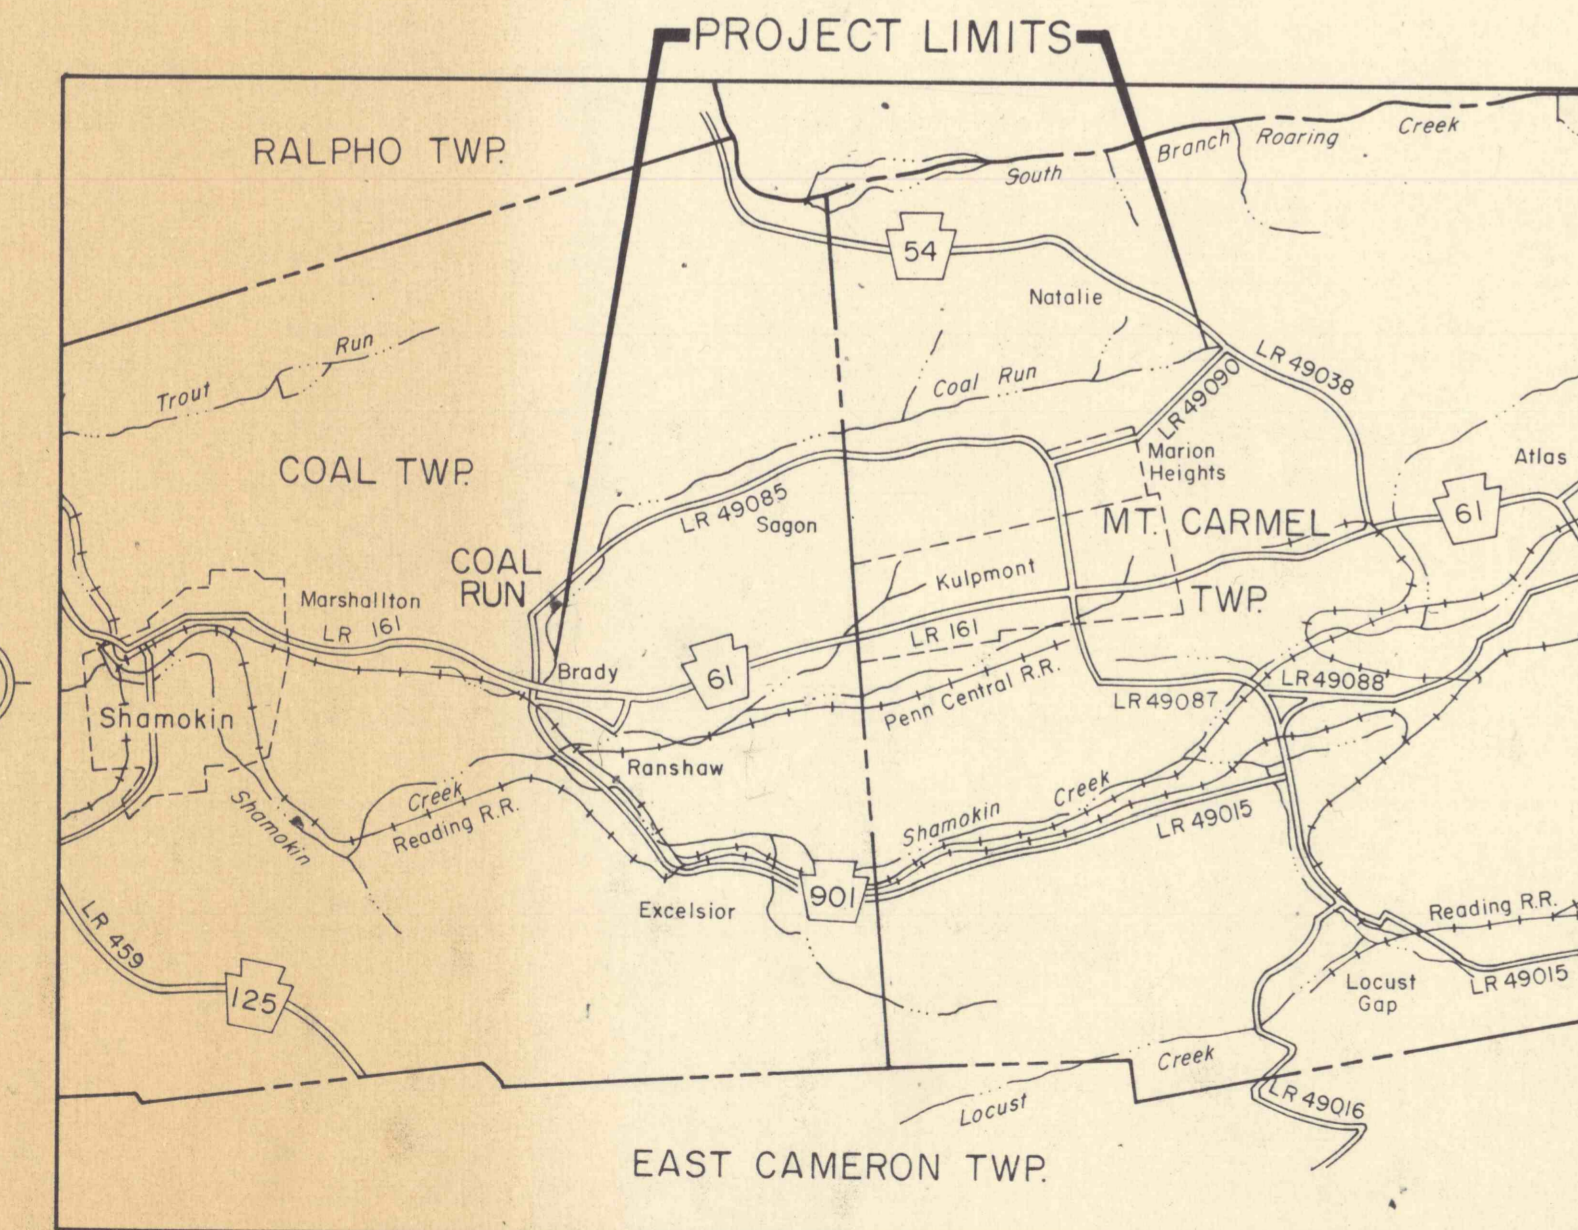 PROJECT LIMITS
RALPHO TWP.
South Branch Roaring Creek
54
Natalie
Trout Run
Coal Run
LR 49038
LR 49090
COAL TWP.
Marion
Heights
Atlas
LR 49085
Sagon
MT. CARMEL
TWP.
61
COAL
RUN
Kulpmont
Marshallton
LR 161
LR 161
Brady
61
Penn Central R.R.
LR 49087
LR 49088
Shamokin
Ranshaw
Shamokin Creek
Reading R.R.
Shamokin Creek
LR 49015
901
Excelsior
LR 459
125
Reading R.R.
Locust
Gap
LR 49015
Locust Creek
LR 49016
EAST CAMERON TWP.